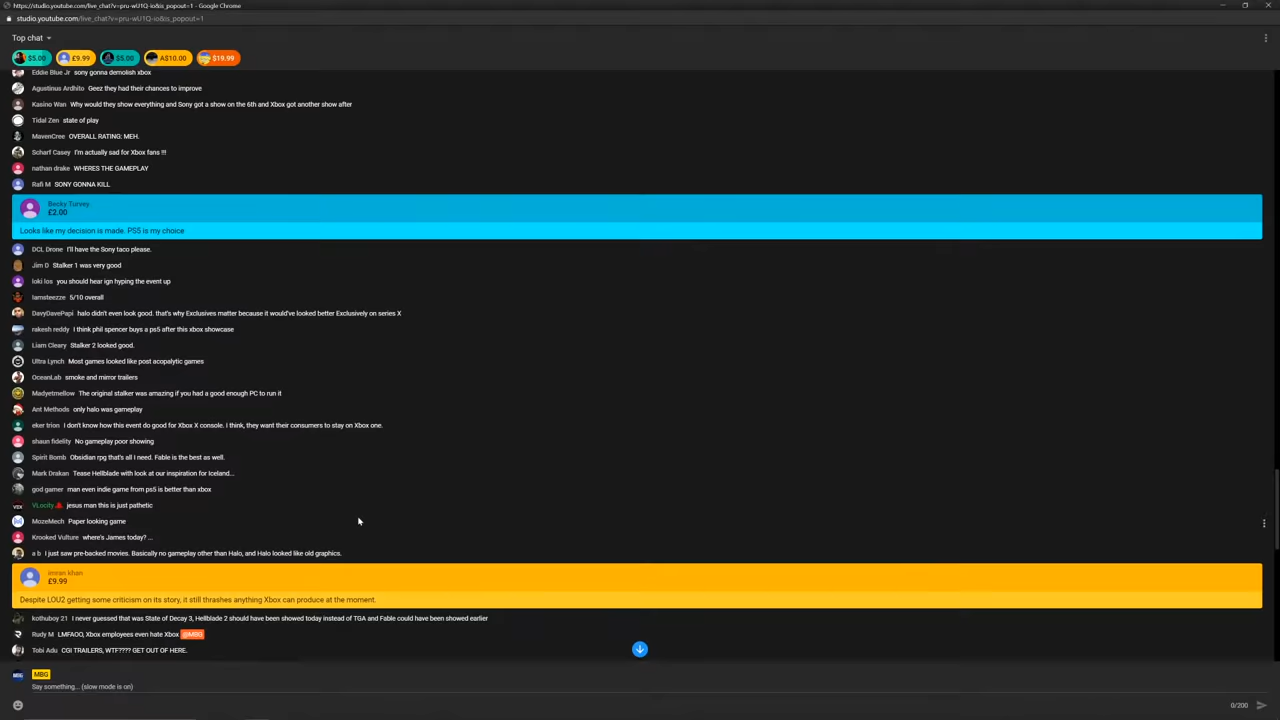 https://studio.youtube.com/live_chat?v=pru-wU1Q-io&is_popout=1 - Google Chrome
studio.youtube.com/live_chat?v=pru-wU1Q-io&is_popout=1
Top chat
$5.00 £9.99 $5.00 A$10.00 $19.99
Eddie Blue Jr sony gonna demolish xbox
Agustinus Ardhito Geez they had their chances to improve
Kasino Wan Why would they show everything and Sony got a show on the 6th and Xbox got another show after
Tidal Zen state of play
MavenCree OVERALL RATING: MEH.
Scharf Casey I'm actually sad for Xbox fans !!!
nathan drake WHERES THE GAMEPLAY
Rafi M SONY GONNA KILL
Becky Turvey
£2.00
Looks like my decision is made. PS5 is my choice
DCL Drone I'll have the Sony taco please.
Jim D Stalker 1 was very good
loki los you should hear ign hyping the event up
Iamsteezze 5/10 overall
DavyDavePapi halo didn't even look good. that's why Exclusives matter because it would've looked better Exclusively on series X
rakesh reddy I think phil spencer buys a ps5 after this xbox showcase
Liam Cleary Stalker 2 looked good.
Ultra Lynch Most games looked like post acopalytic games
OceanLab smoke and mirror trailers
Madyetmellow The original stalker was amazing if you had a good enough PC to run it
Ant Methods only halo was gameplay
eker trion I don't know how this event do good for Xbox X console. I think, they want their consumers to stay on Xbox one.
shaun fidelity No gameplay poor showing
Spirit Bomb Obsidian rpg that's all I need. Fable is the best as well.
Mark Drakan Tease Hellblade with look at our inspiration for Iceland...
god gamer man even indie game from ps5 is better than xbox
VLocity jesus man this is just pathetic
MozeMech Paper looking game
Krooked Vulture where's James today? ...
a b I just saw pre-backed movies. Basically no gameplay other than Halo, and Halo looked like old graphics.
imran khan
£9.99
Despite LOU2 getting some criticism on its story, it still thrashes anything Xbox can produce at the moment.
kothuboy 21 I never guessed that was State of Decay 3, Hellblade 2 should have been showed today instead of TGA and Fable could have been showed earlier
Rudy M LMFAOO, Xbox employees even hate Xbox @MBG
Tobi Adu CGI TRAILERS, WTF???? GET OUT OF HERE.
MBG
Say something... (slow mode is on)
0/200